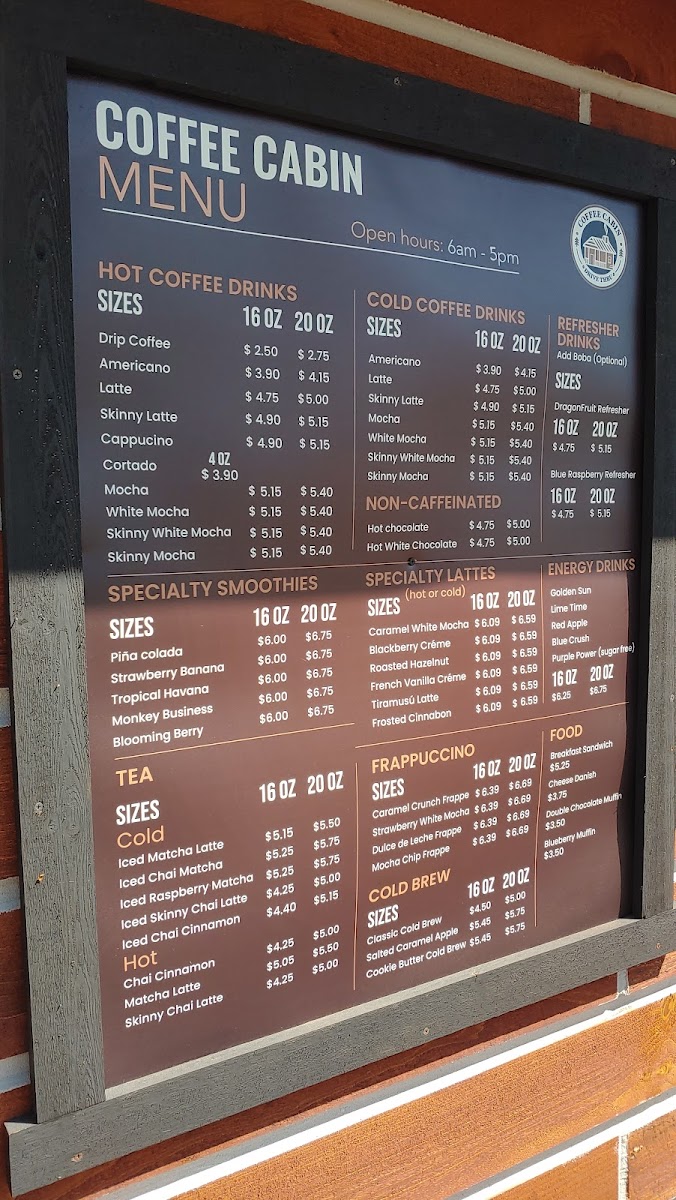 COFFEE CABIN
MENU
Open hours: 6am - 5pm
COFFEE CABIN
DRIVE THRU
HOT COFFEE DRINKS
SIZES 16 OZ 20 OZ
Drip Coffee $ 2.50 $ 2.75
Americano $ 3.90 $ 4.15
Latte $ 4.75 $5.00
Skinny Latte $ 4.90 $ 5.15
Cappucino $ 4.90 $ 5.15
4 OZ
Cortado $ 3.90
Mocha $ 5.15 $ 5.40
White Mocha $ 5.15 $ 5.40
Skinny White Mocha $ 5.15 $ 5.40
Skinny Mocha $ 5.15 $ 5.40
COLD COFFEE DRINKS
SIZES 16 OZ 20 OZ
Americano $ 3.90 $4.15
Latte $ 4.75 $5.00
Skinny Latte $ 4.90 $ 5.15
Mocha $ 5.15 $5.40
White Mocha $ 5.15 $5.40
Skinny White Mocha $ 5.15 $5.40
Skinny Mocha $ 5.15 $5.40
NON-CAFFEINATED
Hot chocolate $ 4.75 $5.00
Hot White Chocolate $ 4.75 $5.00
REFRESHER
DRINKS
Add Boba (Optional)
SIZES
DragonFruit Refresher
16 OZ 20 OZ
$ 4.75 $ 5.15
Blue Raspberry Refresher
16 OZ 20 OZ
$ 4.75 $ 5.15
SPECIALTY SMOOTHIES
SIZES 16 OZ 20 OZ
Piña colada $6.00 $6.75
Strawberry Banana $6.00 $6.75
Tropical Havana $6.00 $6.75
Monkey Business $6.00 $6.75
Blooming Berry $6.00 $6.75
SPECIALTY LATTES
(hot or cold)
SIZES 16 OZ 20 OZ
Caramel White Mocha $ 6.09 $ 6.59
Blackberry Créme $ 6.09 $ 6.59
Roasted Hazelnut $ 6.09 $ 6.59
French Vanilla Créme $ 6.09 $ 6.59
Tiramusú Latte $ 6.09 $ 6.59
Frosted Cinnabon $ 6.09 $ 6.59
ENERGY DRINKS
Golden Sun
Lime Time
Red Apple
Blue Crush
Purple Power (sugar free)
16 OZ 20 OZ
$6.25 $6.75
TEA
SIZES 16 OZ 20 OZ
Cold
Iced Matcha Latte $5.15 $5.50
Iced Chai Matcha $5.25 $5.75
Iced Raspberry Matcha $5.25 $5.75
Iced Skinny Chai Latte $4.25 $5.00
Iced Chai Cinnamon $4.40 $5.15
Hot
Chai Cinnamon $4.25 $5.00
Matcha Latte $5.05 $5.50
Skinny Chai Latte $4.25 $5.00
FRAPPUCCINO
SIZES 16 OZ 20 OZ
Caramel Crunch Frappe $ 6.39 $6.69
Strawberry White Mocha $ 6.39 $6.69
Dulce de Leche Frappe $6.39 $6.69
Mocha Chip Frappe $6.39 $6.69
COLD BREW
SIZES 16 OZ 20 OZ
Classic Cold Brew $4.50 $5.00
Salted Caramel Apple $5.45 $5.75
Cookie Butter Cold Brew $5.45 $5.75
FOOD
Breakfast Sandwich
$5.25
Cheese Danish
$3.75
Double Chocolate Muffin
$3.50
Blueberry Muffin
$3.50